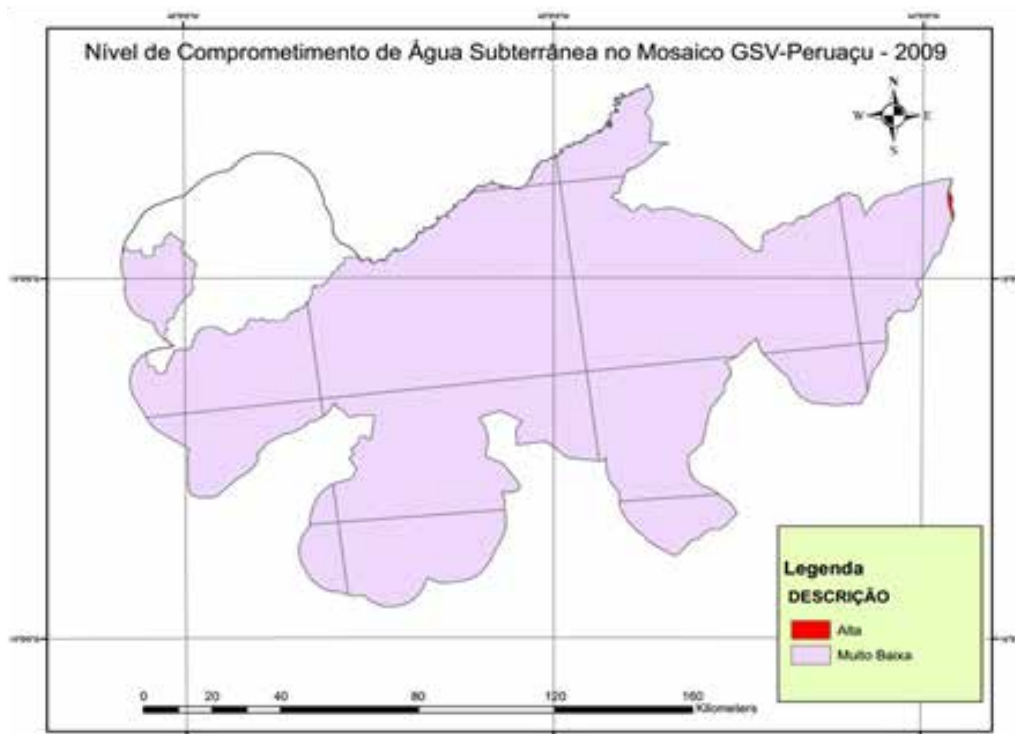 Nível de Comprometimento de Água Subterrânea no Mosaico GSV-Peruaçu - 2009
N
W E
S
Legenda
DESCRIÇÃO
Alta
Muito Baixa
0 20 40 80 120 160
Kilometers